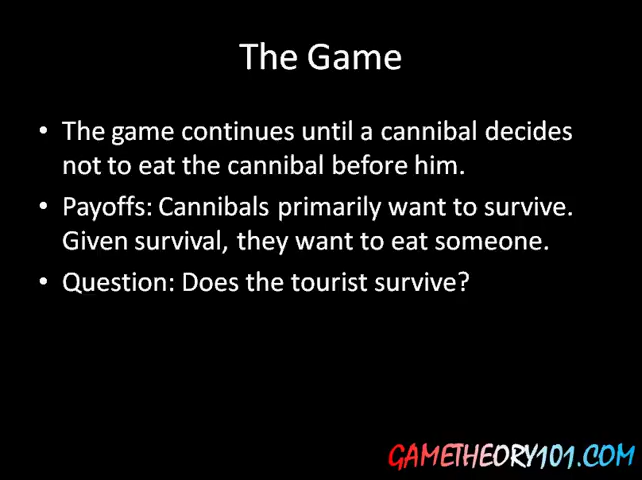 The Game
• The game continues until a cannibal decides
not to eat the cannibal before him.
• Payoffs: Cannibals primarily want to survive.
Given survival, they want to eat someone.
• Question: Does the tourist survive?
GAMETHEORY101.COM